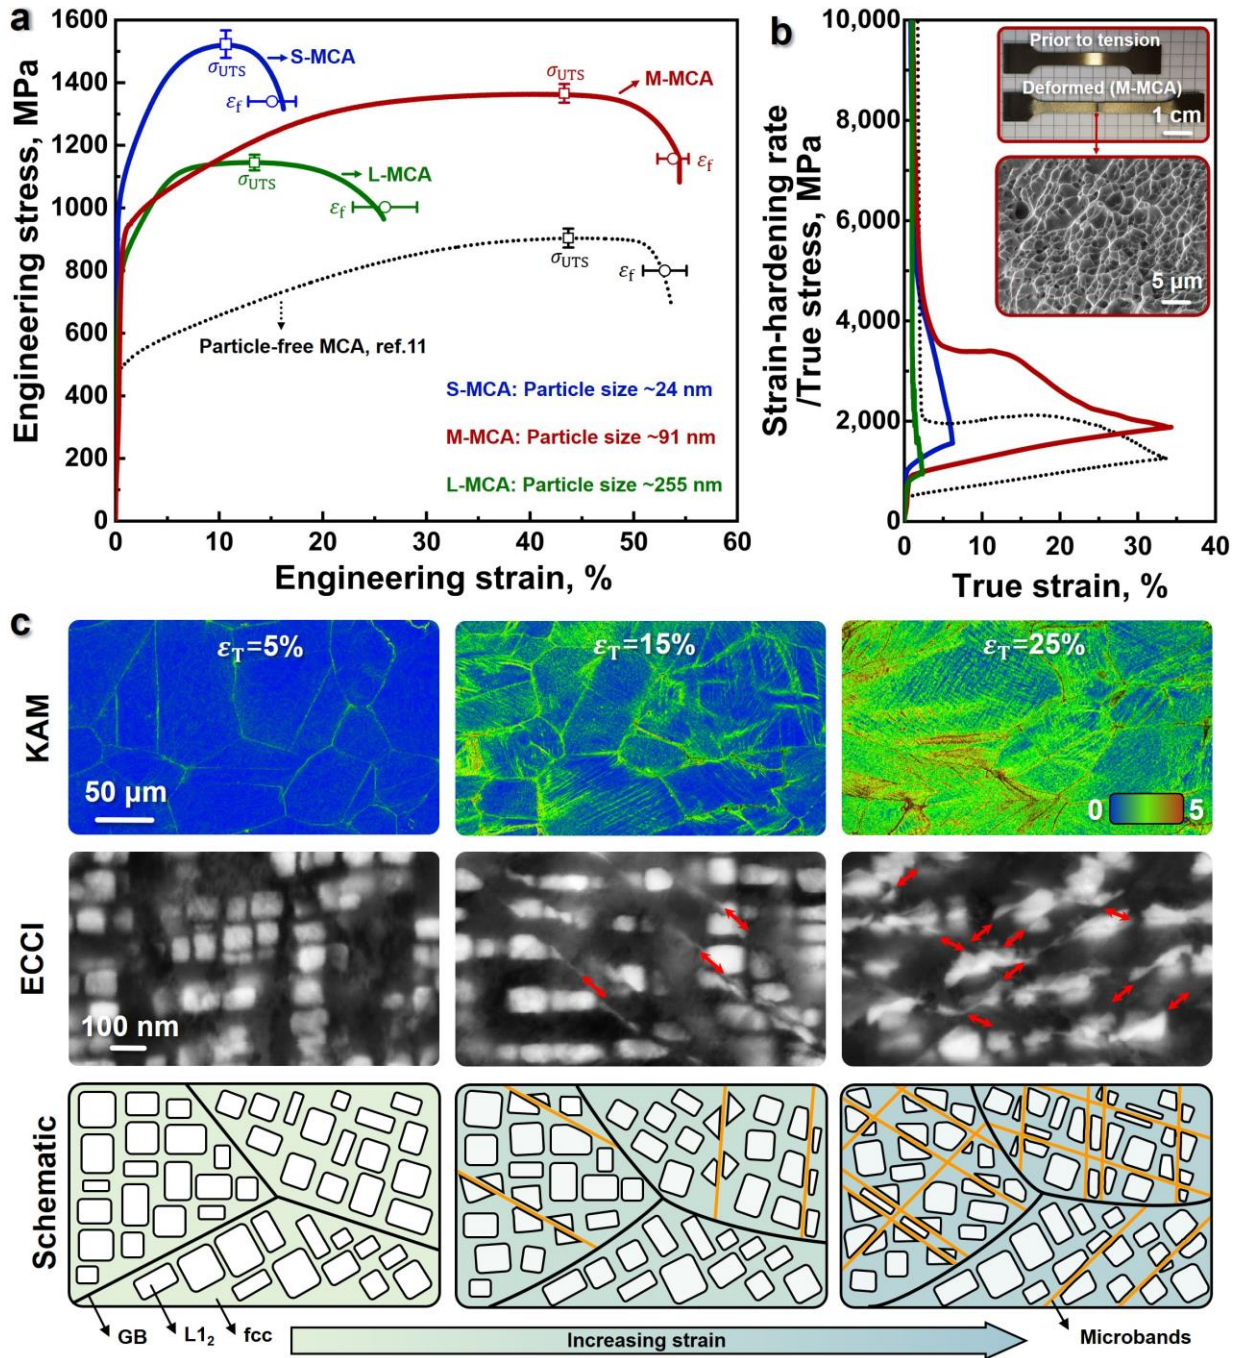 a
1600
1400
1200
1000
800
600
400
200
0
Engineering stress, MPa
σUTS
S-MCA
εf
σUTS
M-MCA
εf
σUTS
L-MCA
εf
σUTS
εf
Particle-free MCA, ref.11
S-MCA: Particle size ~24 nm
M-MCA: Particle size ~91 nm
L-MCA: Particle size ~255 nm
0 10 20 30 40 50 60
Engineering strain, %
b
10,000
8,000
6,000
4,000
2,000
0
Strain-hardening rate
/True stress, MPa
Prior to tension
Deformed (M-MCA)
1 cm
5 µm
0 10 20 30 40
True strain, %
c
KAM
εT=5%
εT=15%
εT=25%
50 µm
0 5
ECCI
100 nm
Schematic
GB L12 fcc
Increasing strain
Microbands